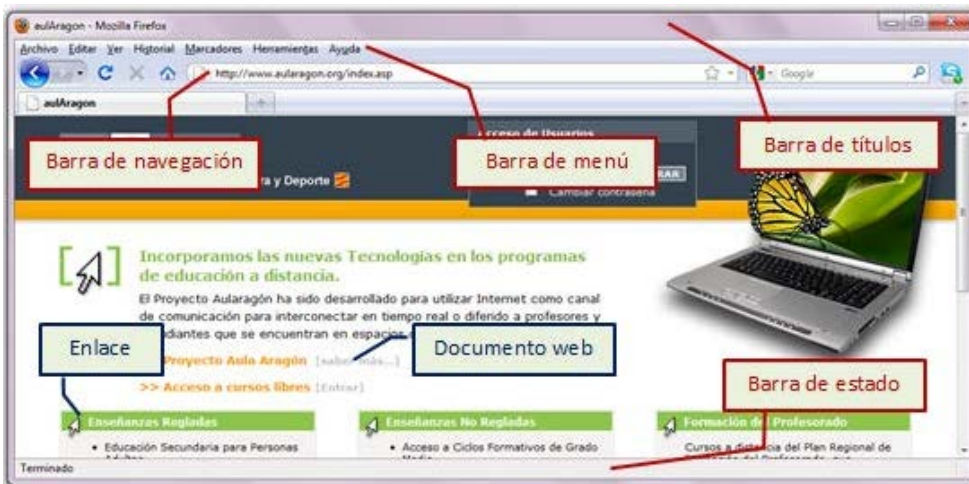 aulAragon - Mozilla Firefox
Archivo Editar Ver Historial Marcadores Herramientas Ayuda
http://www.aularagon.org/index.asp
Google
aulAragon
Acceso de Usuarios
Barra de navegación
Barra de menú
Barra de títulos
ra y Deporte
RAR
Cambiar contraseña
Incorporamos las nuevas Tecnologías en los programas
de educación a distancia.
El Proyecto Aularagón ha sido desarrollado para utilizar Internet como canal
de comunicación para interconectar en tiempo real o diferido a profesores y
diantes que se encuentran en espacios
Enlace
Documento web
Proyecto Aula Aragón [saber más...]
>> Acceso a cursos libres [Entrar]
Barra de estado
Enseñanzas Regladas
Enseñanzas No Regladas
Formación del Profesorado
• Educación Secundaria para Personas
• Acceso a Ciclos Formativos de Grado
Cursos a distancia del Plan Regional de
Terminado